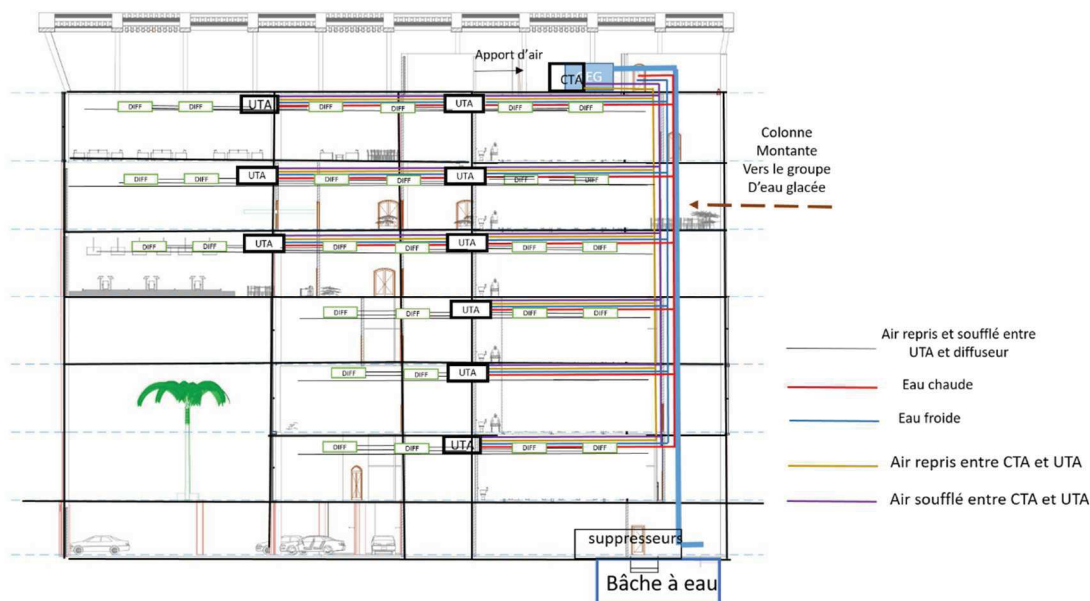 Apport d'air
CTA EG
DIFF DIFF UTA DIFF DIFF UTA DIFF DIFF
DIFF DIFF UTA DIFF DIFF UTA DIFF DIFF
DIFF DIFF UTA DIFF DIFF UTA DIFF DIFF
DIFF DIFF UTA DIFF DIFF
DIFF DIFF UTA DIFF DIFF
DIFF DIFF UTA DIFF DIFF
suppresseurs
Bâche à eau
Colonne
Montante
Vers le groupe
D'eau glacée
Air repris et soufflé entre
UTA et diffuseur
Eau chaude
Eau froide
Air repris entre CTA et UTA
Air soufflé entre CTA et UTA